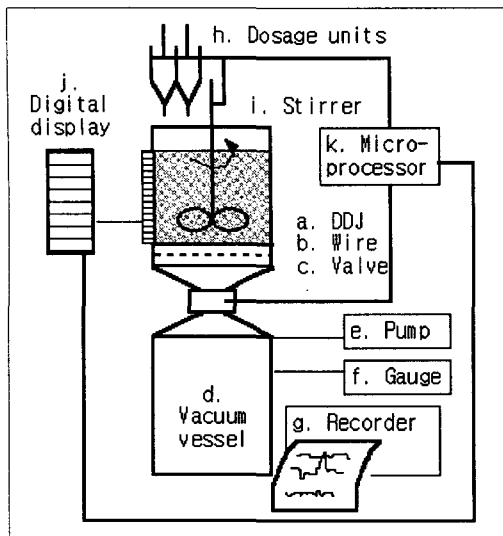 h. Dosage units
j.
Digital
display
i. Stirrer
k. Micro-
processor
a. DDJ
b. Wire
c. Valve
e. Pump
d.
Vacuum
vessel
f. Gauge
g. Recorder